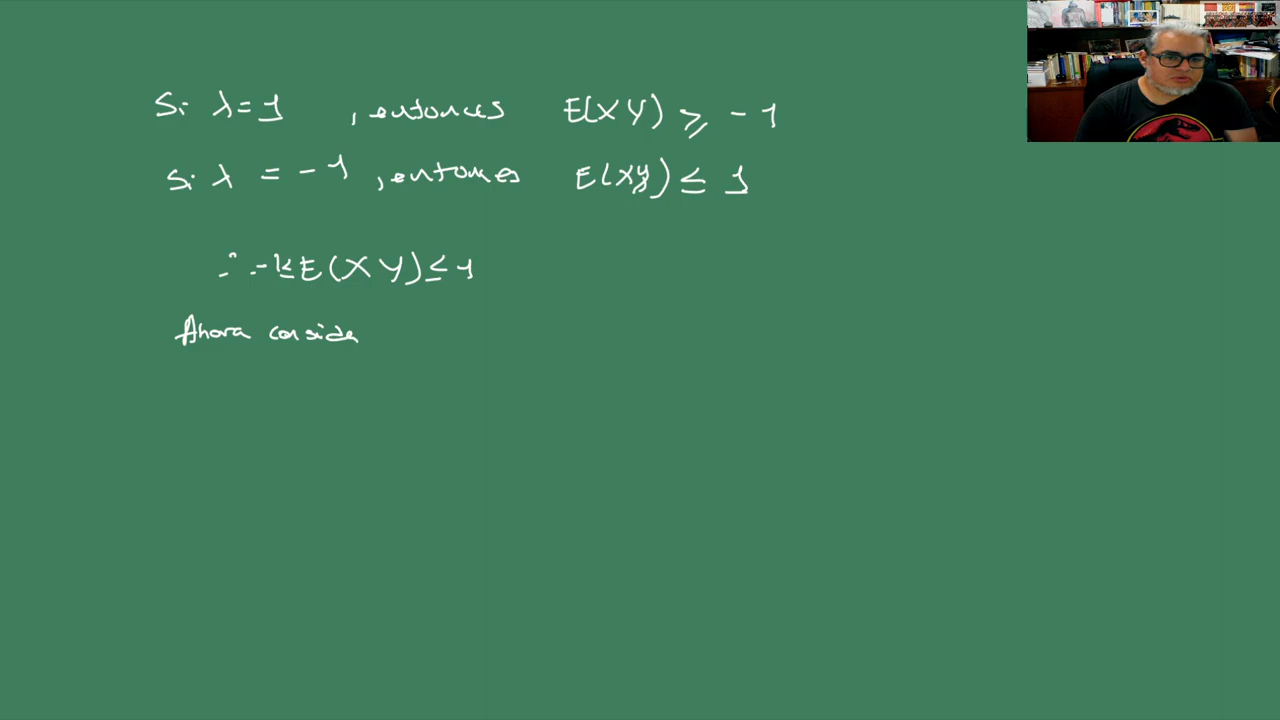 Si λ = 1 , entonces E(XY) ≥ -1
Si λ = -1 , entonces E(XY) ≤ 1
∴ -1 ≤ E(XY) ≤ 1
Ahora conside